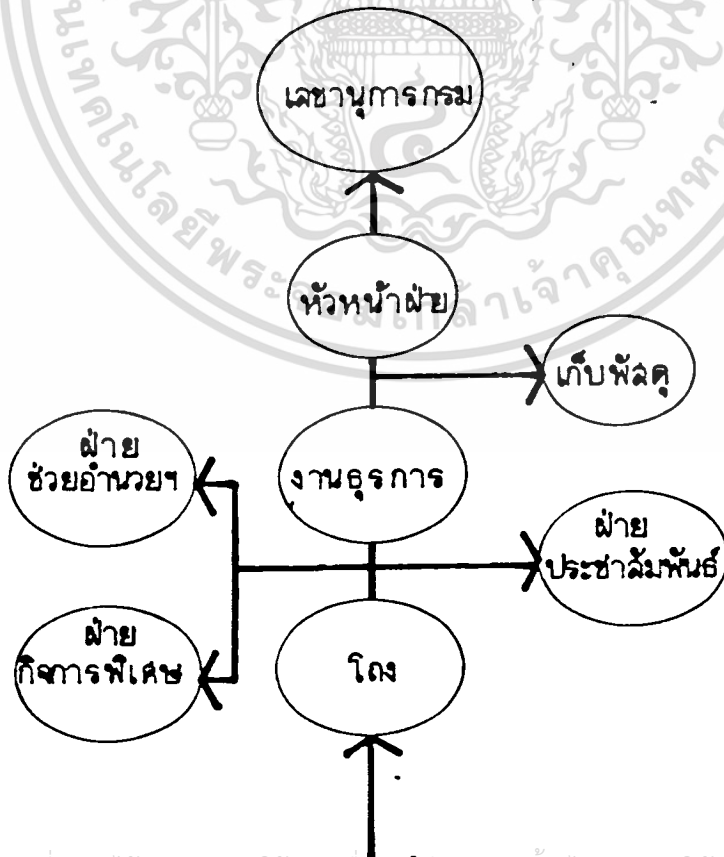 เลขานุการกรม
หัวหน้าฝ่าย
เก็บพัสดุ
ฝ่าย
ช่วยอำนวยฯ
งานธุรการ
ฝ่าย
ประชาสัมพันธ์
ฝ่าย
กิจการพิเศษ
โถง